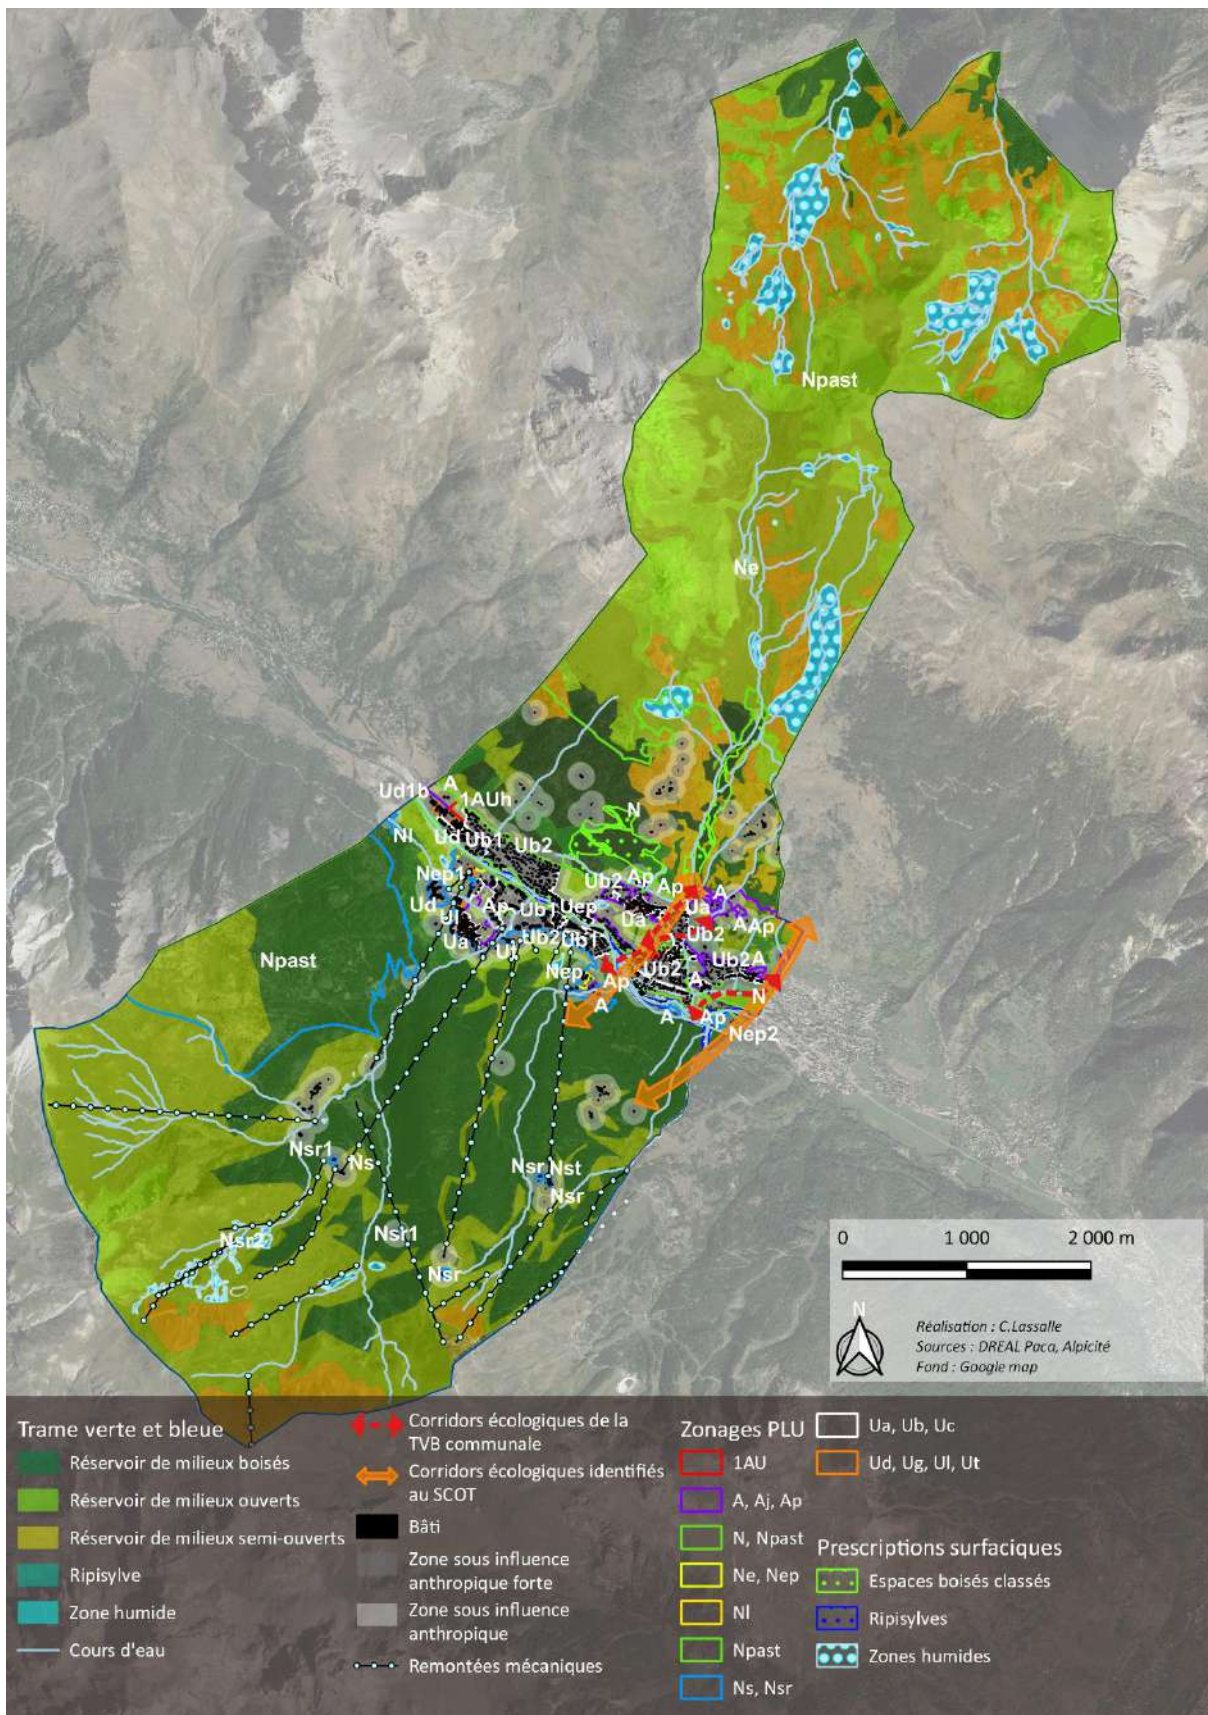 Npast
Ne
A
Ud1b
1AUh
N
Nl
Ud
Ub1
Ub2
Nep1
Ub2
Ap
Ap
A
Ud
Ap
Ub1
Uep
Ua
Ua
Ul
AAp
Ua
Ut
Ub2
Ub1
Ub2
Ub2A
Npast
Nep
Ub2
Ap
A
N
A
A
Ap
Nep2
Nsr1
Ns
Nsr
Nst
Nsr
Nsr2
Nsr1
Nsr
0
1 000
2 000 m
N
Réalisation : C.Lassalle
Sources : DREAL Paca, Alpicité
Fond : Google map
Trame verte et bleue
Réservoir de milieux boisés
Réservoir de milieux ouverts
Réservoir de milieux semi-ouverts
Ripisylve
Zone humide
Cours d'eau
Corridors écologiques de la
TVB communale
Corridors écologiques identifiés
au SCOT
Bâti
Zone sous influence
anthropique forte
Zone sous influence
anthropique
Remontées mécaniques
Zonages PLU
1AU
A, Aj, Ap
N, Npast
Ne, Nep
Nl
Npast
Ns, Nsr
Ua, Ub, Uc
Ud, Ug, Ul, Ut
Prescriptions surfaciques
Espaces boisés classés
Ripisylves
Zones humides